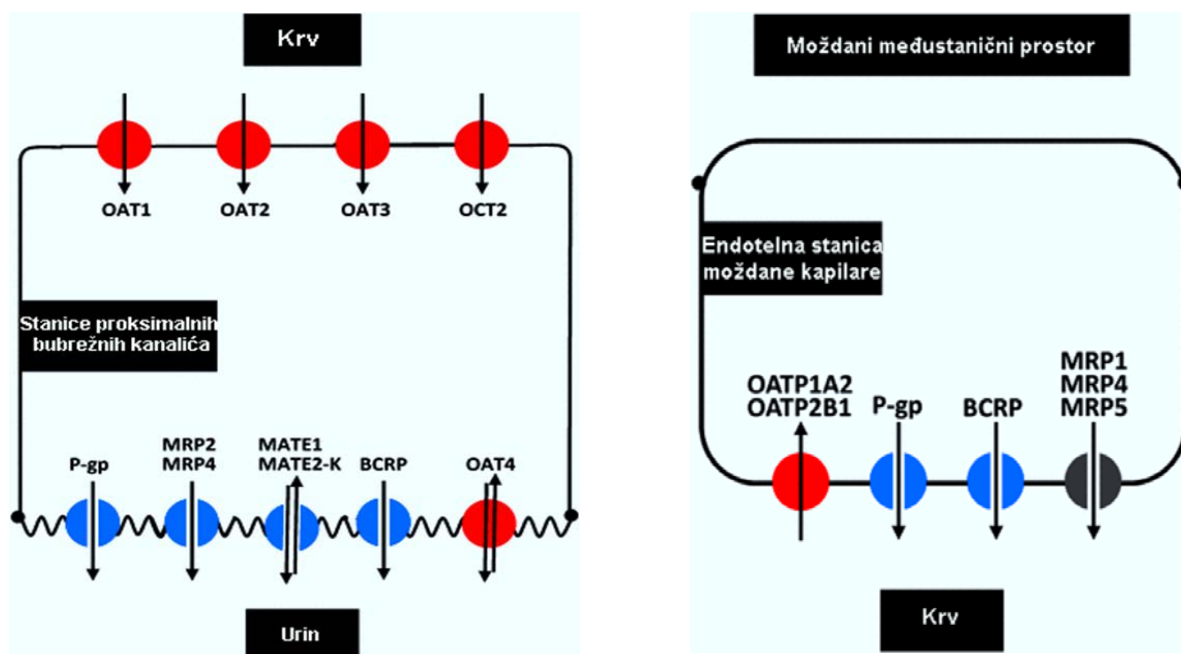 Krv
OAT1 OAT2 OAT3 OCT2
Stanice proksimalnih
bubrežnih kanalića
P-gp
MRP2
MRP4
MATE1
MATE2-K
BCRP
OAT4
Urin
Moždani međustanični prostor
Endotelna stanica
moždane kapilare
OATP1A2
OATP2B1
P-gp
BCRP
MRP1
MRP4
MRP5
Krv